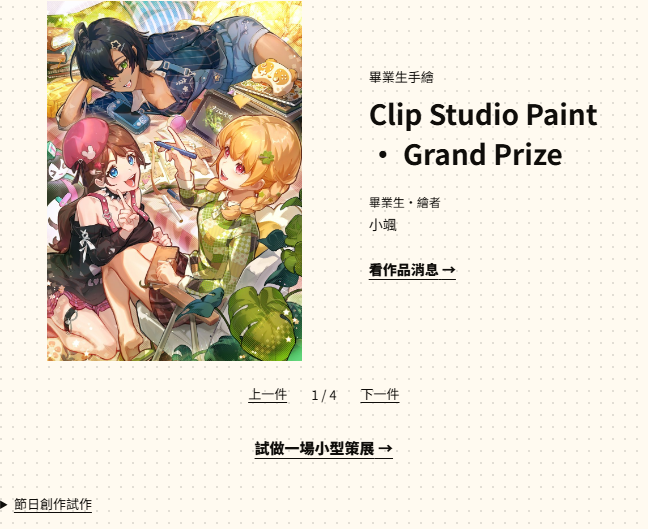 畢業生手繪
Clip Studio Paint
・ Grand Prize
畢業生・繪者
小颯
看作品消息 →
上一件 1 / 4 下一件
試做一場小型策展 →
▶ 節日創作試作